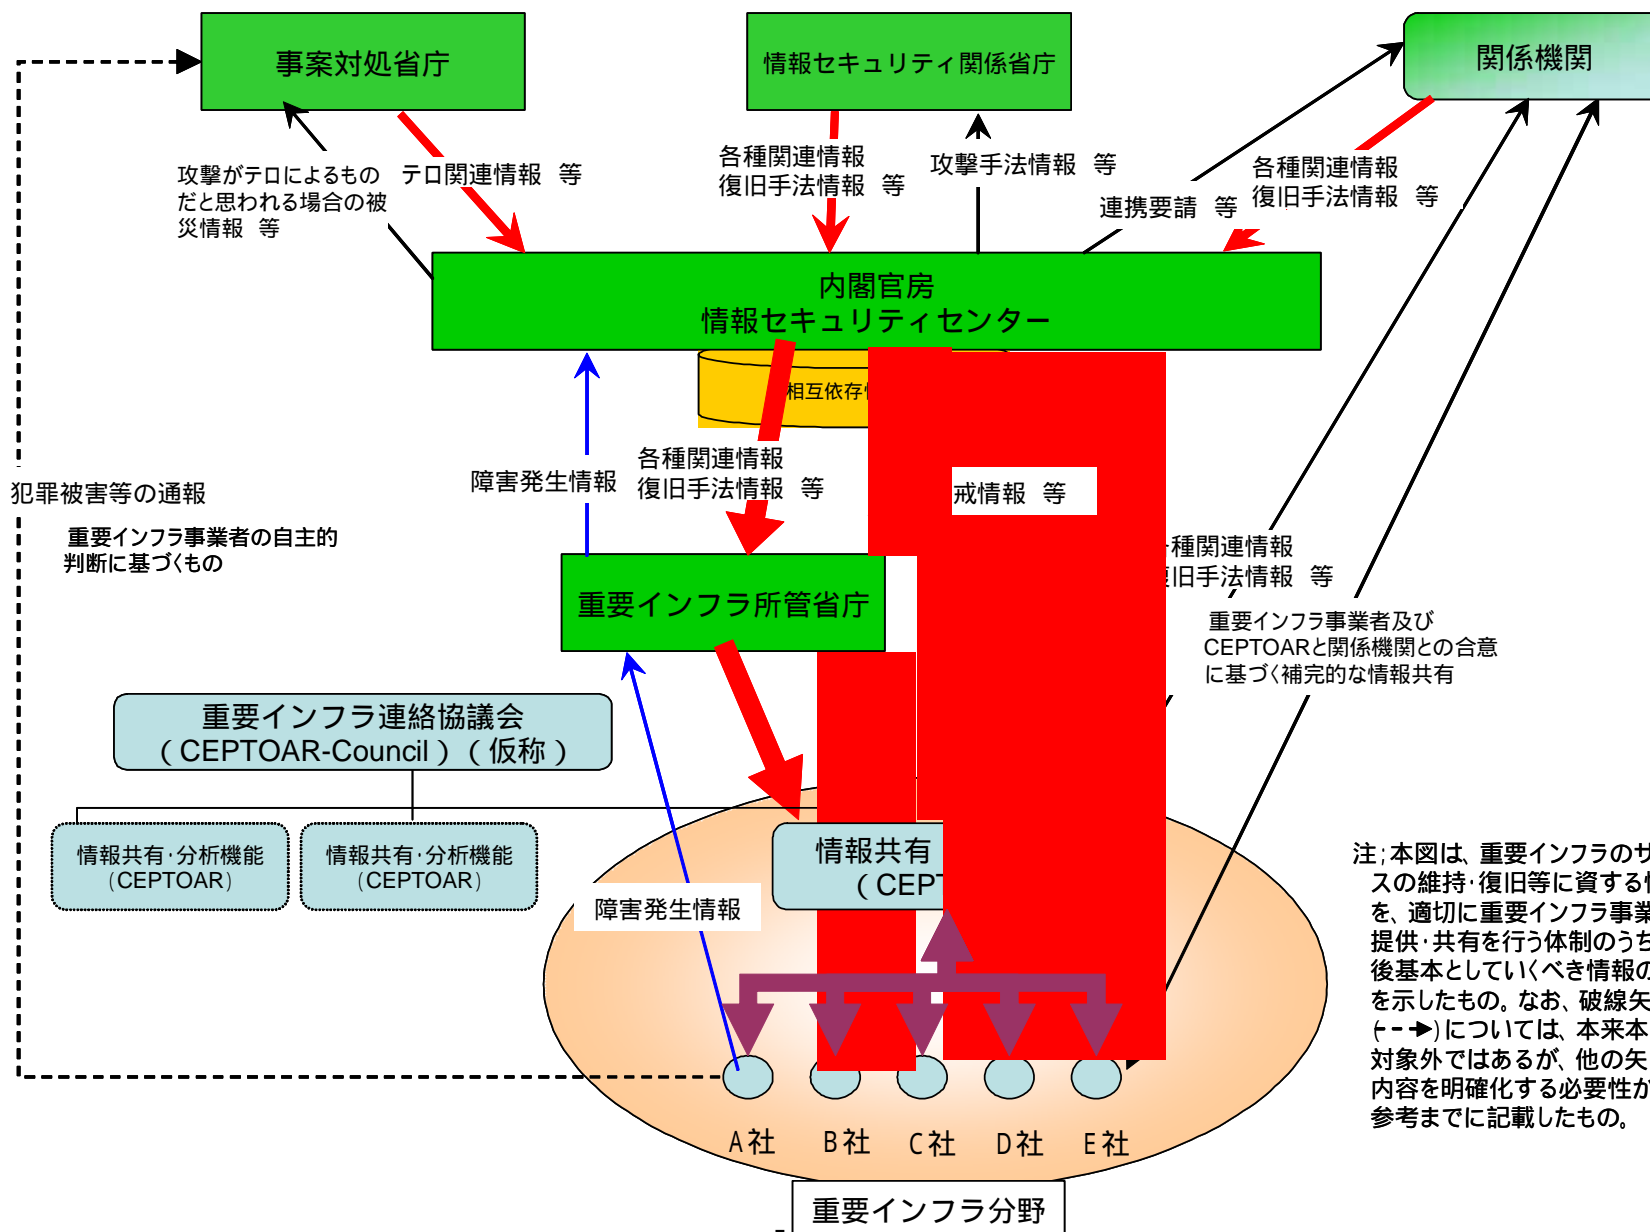 事案対処省庁
情報セキュリティ関係省庁
関係機関
攻撃がテロによるもの
だと思われる場合の被
災情報 等
テロ関連情報 等
各種関連情報
復旧手法情報 等
攻撃手法情報 等
連携要請 等
各種関連情報
復旧手法情報 等
内閣官房
情報セキュリティセンター
相互依存
犯罪被害等の通報
重要インフラ事業者の自主的
判断に基づくもの
障害発生情報
各種関連情報
復旧手法情報 等
戒情報 等
種関連情報
旧手法情報 等
重要インフラ所管省庁
重要インフラ事業者及び
CEPTOARと関係機関との合意
に基づく補完的な情報共有
重要インフラ連絡協議会
(CEPTOAR-Council)(仮称)
情報共有・分析機能
(CEPTOAR)
情報共有・分析機能
(CEPTOAR)
情報共有
(CEPT
障害発生情報
注;本図は、重要インフラのサ
スの維持・復旧等に資する
を、適切に重要インフラ事業
提供・共有を行う体制のうち
後基本としていくべき情報の
を示したもの。なお、破線矢
(--→)については、本来本
対象外ではあるが、他の矢
内容を明確化する必要性が
参考までに記載したもの。
A社 B社 C社 D社 E社
重要インフラ分野